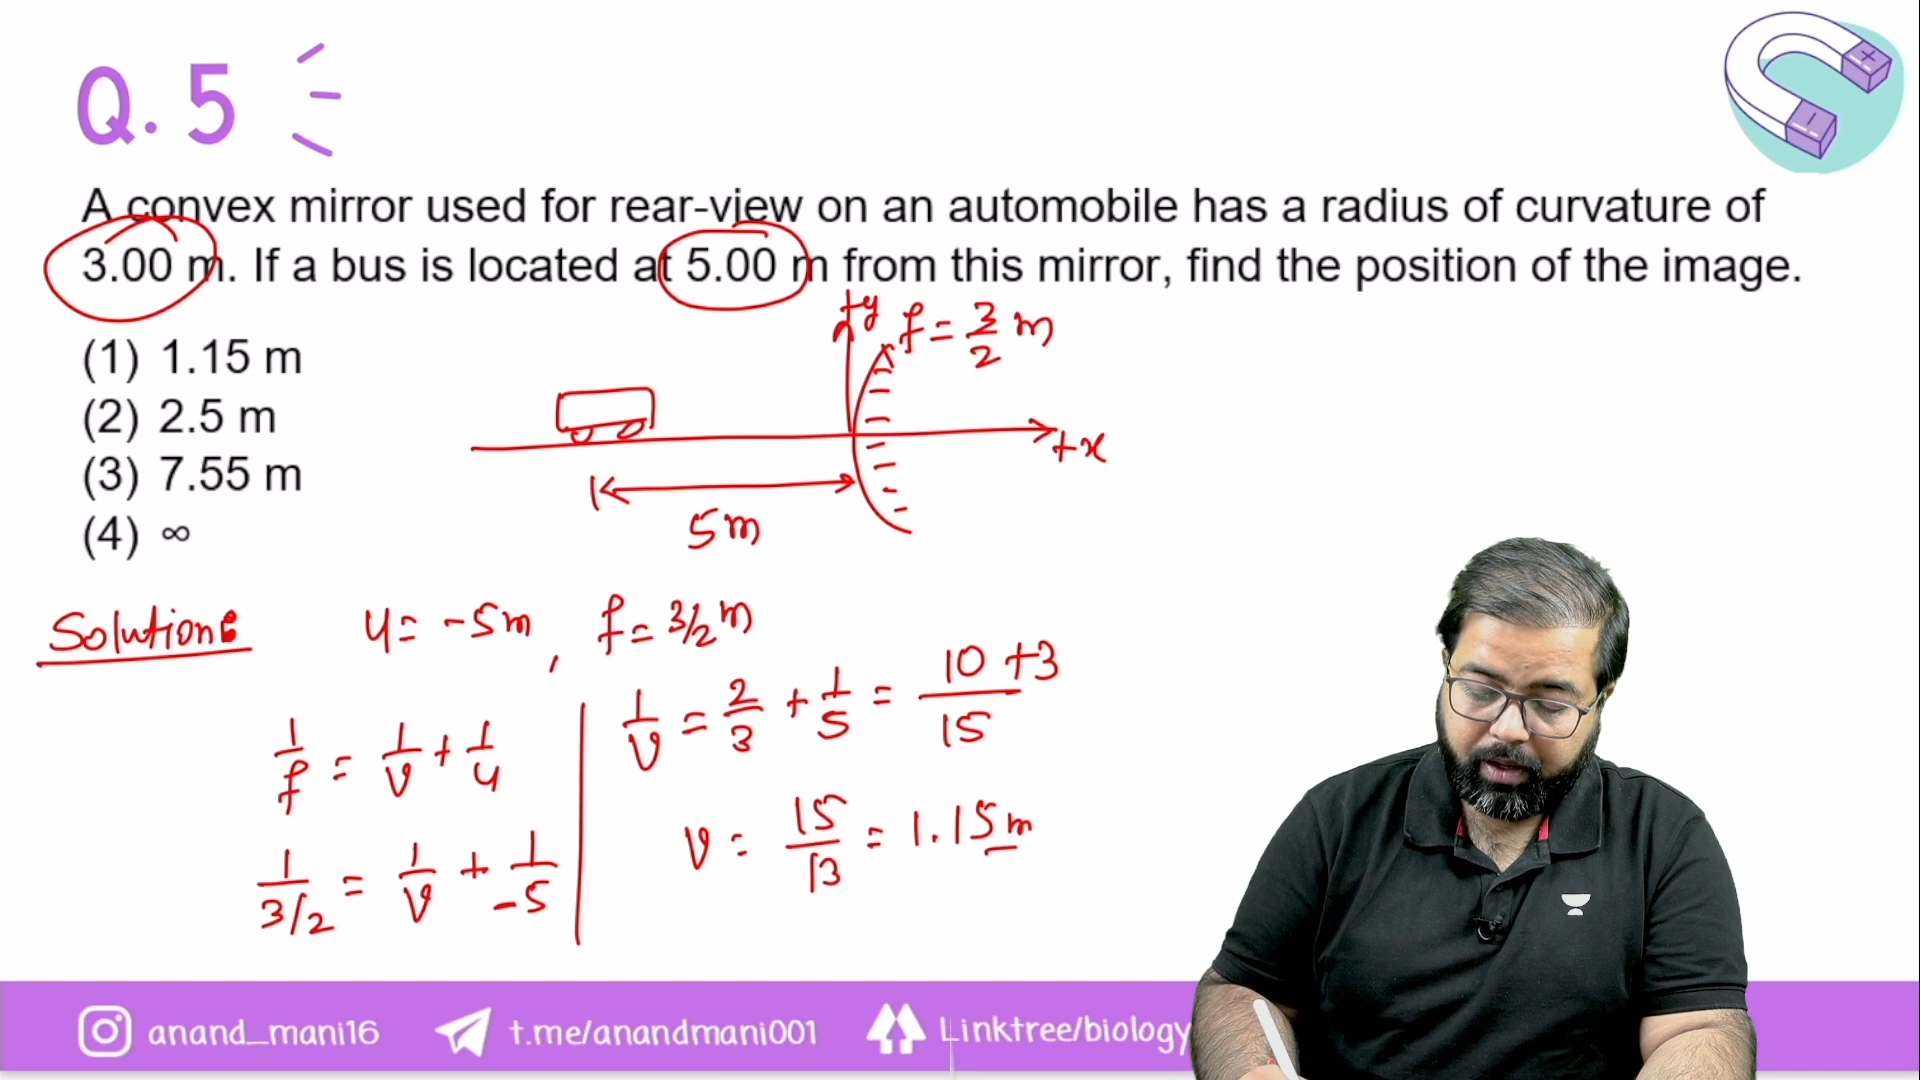 Q. 5
A convex mirror used for rear-view on an automobile has a radius of curvature of
3.00 m. If a bus is located at 5.00 m from this mirror, find the position of the image.
(1) 1.15 m
(2) 2.5 m
(3) 7.55 m
(4) ∞
+y
f = 3/2 m
+x
5m
Solution:
u = -5m, f = 3/2 m
1/f = 1/v + 1/u
1/3/2 = 1/v + 1/-5
1/v = 2/3 + 1/5 = 10 + 3/15
v = 15/13 = 1.15m
+
-
anand_mani16
t.me/anandmani001
Linktree/biology